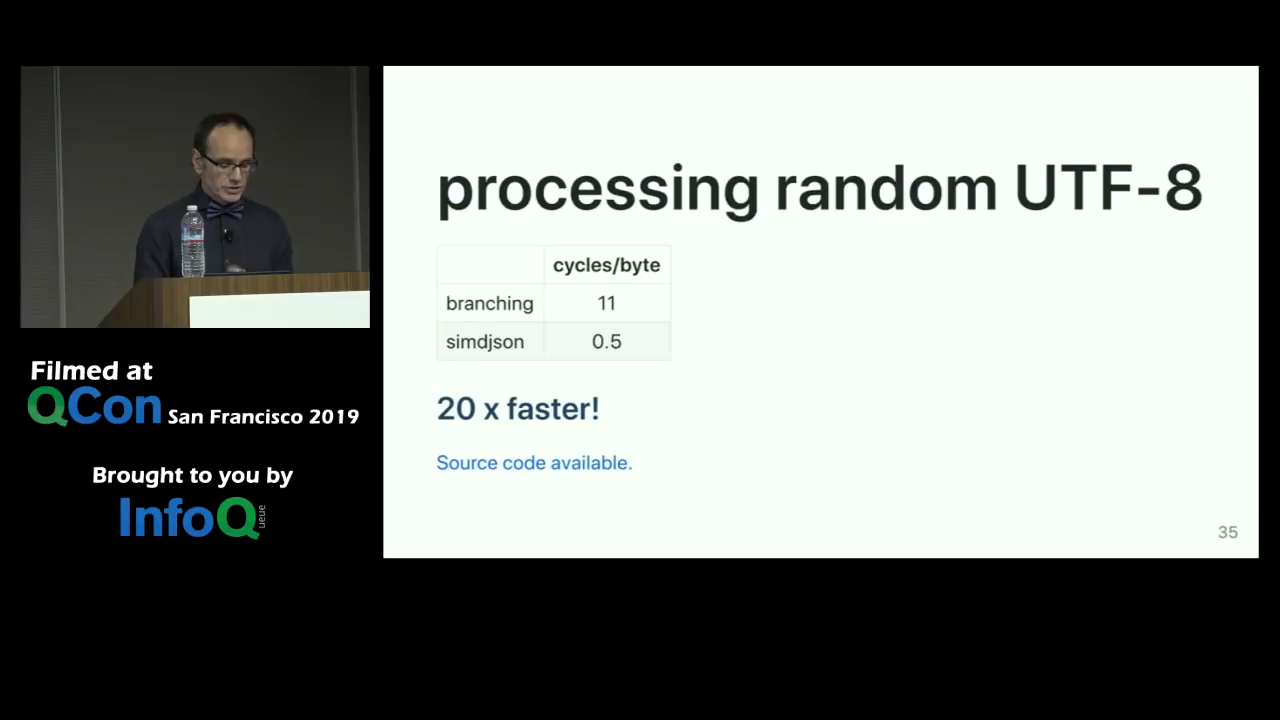 processing random UTF-8
cycles/byte
branching 11
simdjson 0.5
20 x faster!
Source code available.
35
Filmed at
QCon San Francisco 2019
Brought to you by
InfoQ ueue